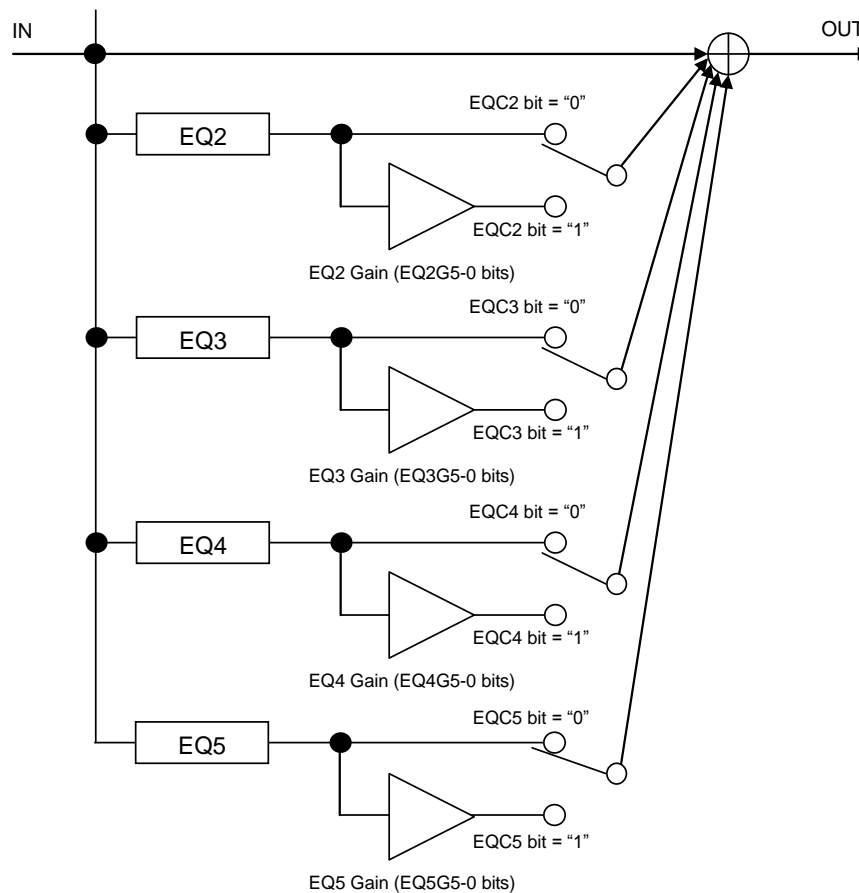 IN
OUT
EQC2 bit = “0”
EQ2
EQC2 bit = “1”
EQ2 Gain (EQ2G5-0 bits)
EQC3 bit = “0”
EQ3
EQC3 bit = “1”
EQ3 Gain (EQ3G5-0 bits)
EQC4 bit = “0”
EQ4
EQC4 bit = “1”
EQ4 Gain (EQ4G5-0 bits)
EQC5 bit = “0”
EQ5
EQC5 bit = “1”
EQ5 Gain (EQ5G5-0 bits)